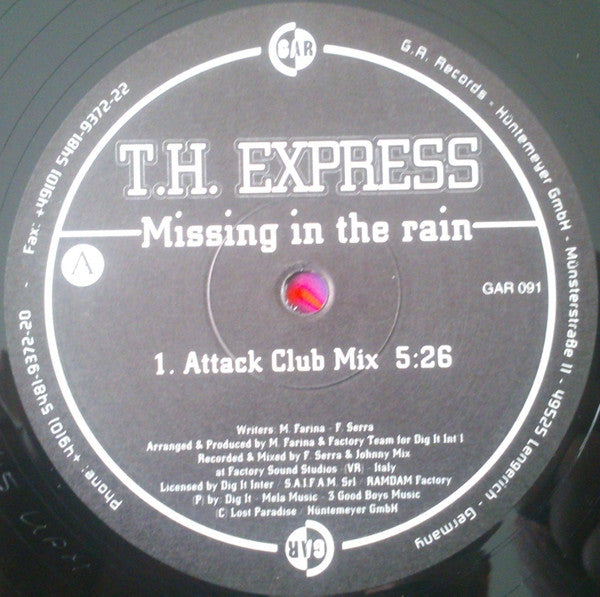 GAR
G.A. Records - Hüntemeyer GmbH - Münsterstraße 11 - 49525 Lengerich - Germany
Phone: +49(0) 5481-9372-20 - Fax: +49(0) 5481-9372-22
T.H. EXPRESS
Missing in the rain
A
GAR 091
1. Attack Club Mix 5:26
Writers: M. Farina - F. Serra
Arranged & Produced by M. Farina & Factory Team for Dig It Int l
Recorded & Mixed by F. Serra & Johnny Mix
at Factory Sound Studios (VR) - Italy
Licensed by Dig It Inter / S.A.I.F.A.M. Srl / RAMDAM Factory
(P) by: Dig It - Mela Music - 3 Good Boys Music
(C) Lost Paradise / Hüntemeyer GmbH
GAR